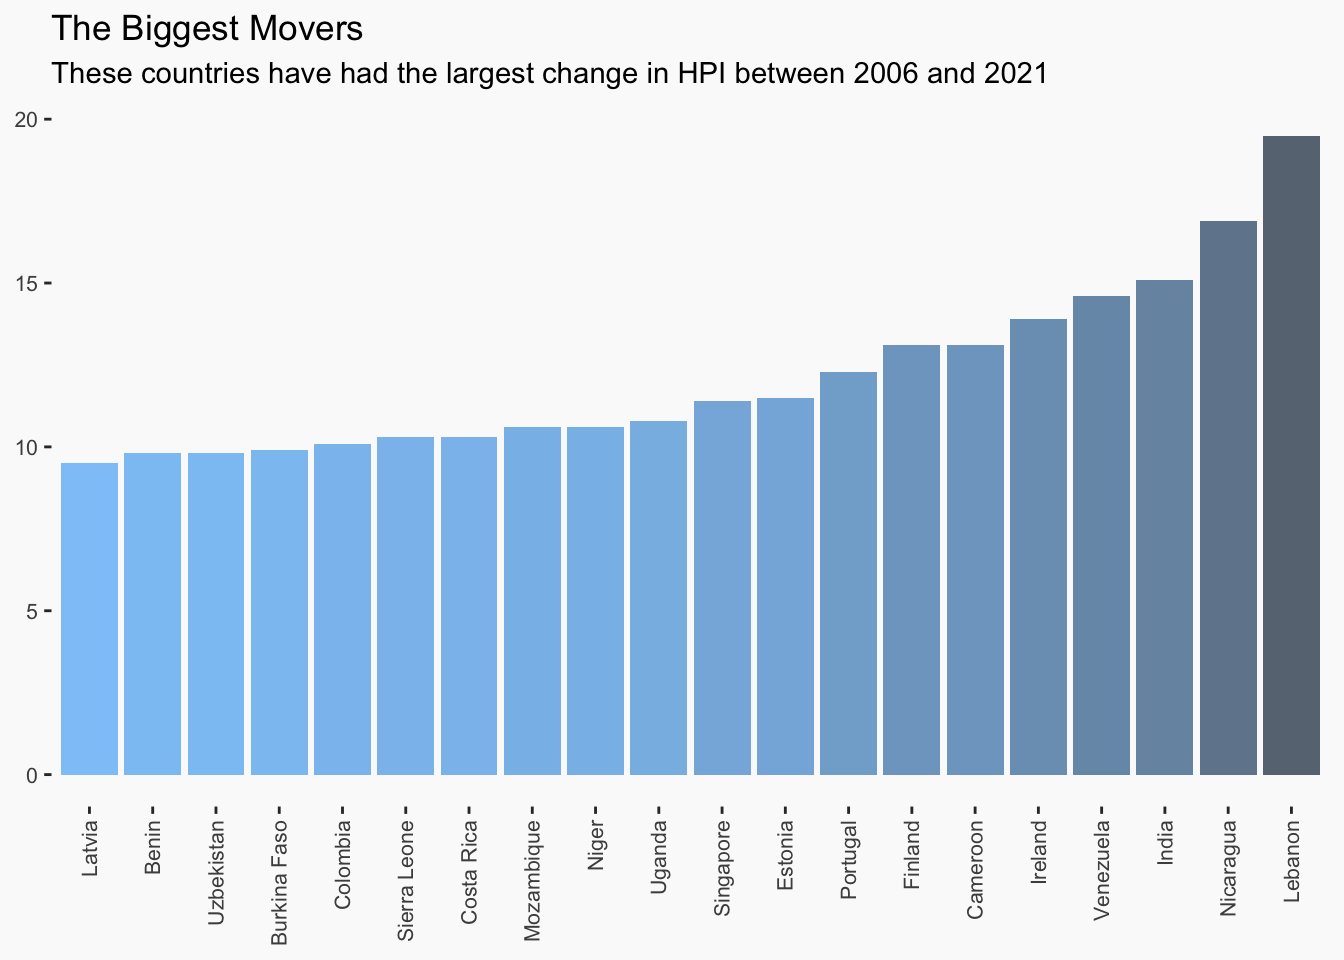 The Biggest Movers
These countries have had the largest change in HPI between 2006 and 2021
20
15
10
5
0
Latvia
Benin
Uzbekistan
Burkina Faso
Colombia
Sierra Leone
Costa Rica
Mozambique
Niger
Uganda
Singapore
Estonia
Portugal
Finland
Cameroon
Ireland
Venezuela
India
Nicaragua
Lebanon